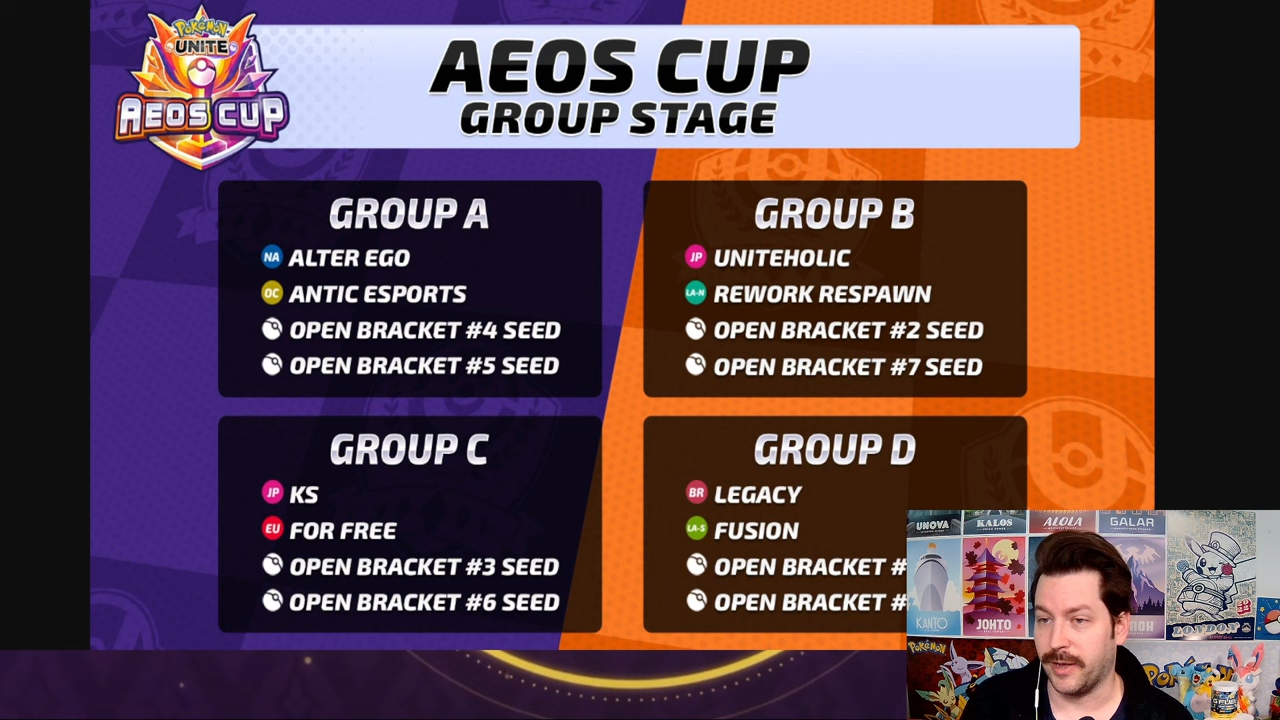 Pokémon
UNITE
AEOS CUP
AEOS CUP
GROUP STAGE
GROUP A
NA ALTER EGO
OC ANTIC ESPORTS
OPEN BRACKET #4 SEED
OPEN BRACKET #5 SEED
GROUP B
JP UNITEHOLIC
LA-N REWORK RESPAWN
OPEN BRACKET #2 SEED
OPEN BRACKET #7 SEED
GROUP C
JP KS
EU FOR FREE
OPEN BRACKET #3 SEED
OPEN BRACKET #6 SEED
GROUP D
BR LEGACY
LA-S FUSION
OPEN BRACKET #
OPEN BRACKET #
UNOVA
KALOS
ALOLA
GALAR
KANTO
JOHTO
LONDON
POKÉMON